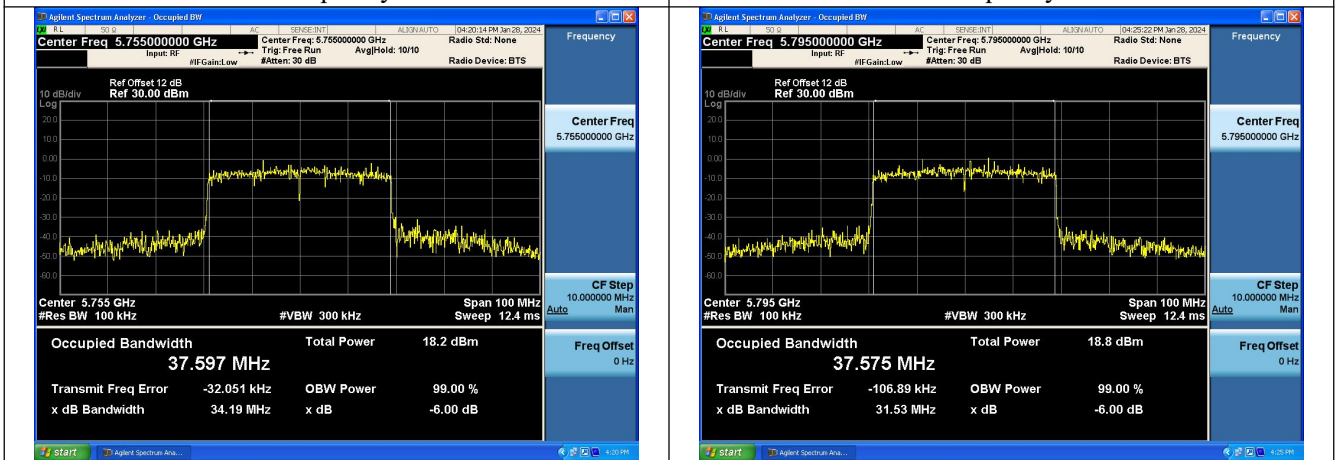 Agilent Spectrum Analyzer - Occupied BW
RL 50 Ω AC SENSE:INT ALIGN AUTO 04:20:14 PM Jan 28, 2024
Center Freq 5.755000000 GHz
Center Freq: 5.755000000 GHz
Radio Std: None
Input: RF
Trig: Free Run Avg|Hold: 10/10
#IFGain:Low
#Atten: 30 dB
Radio Device: BTS
Ref Offset 12 dB
10 dB/div Ref 30.00 dBm
Log
20.0
10.0
0.00
-10.0
-20.0
-30.0
-40.0
-50.0
-60.0
Center 5.755 GHz Span 100 MHz
#Res BW 100 kHz #VBW 300 kHz Sweep 12.4 ms
Occupied Bandwidth Total Power 18.2 dBm
37.597 MHz
Transmit Freq Error -32.051 kHz OBW Power 99.00 %
x dB Bandwidth 34.19 MHz x dB -6.00 dB
Frequency
Center Freq
5.755000000 GHz
CF Step
10.000000 MHz
Auto Man
Freq Offset
0 Hz
start Agilent Spectrum Ana... 4:20 PM
Agilent Spectrum Analyzer - Occupied BW
RL 50 Ω AC SENSE:INT ALIGN AUTO 04:25:22 PM Jan 28, 2024
Center Freq 5.795000000 GHz
Center Freq: 5.795000000 GHz
Radio Std: None
Input: RF
Trig: Free Run Avg|Hold: 10/10
#IFGain:Low
#Atten: 30 dB
Radio Device: BTS
Ref Offset 12 dB
10 dB/div Ref 30.00 dBm
Log
20.0
10.0
0.00
-10.0
-20.0
-30.0
-40.0
-50.0
-60.0
Center 5.795 GHz Span 100 MHz
#Res BW 100 kHz #VBW 300 kHz Sweep 12.4 ms
Occupied Bandwidth Total Power 18.8 dBm
37.575 MHz
Transmit Freq Error -106.89 kHz OBW Power 99.00 %
x dB Bandwidth 31.53 MHz x dB -6.00 dB
Frequency
Center Freq
5.795000000 GHz
CF Step
10.000000 MHz
Auto Man
Freq Offset
0 Hz
start Agilent Spectrum Ana... 4:25 PM